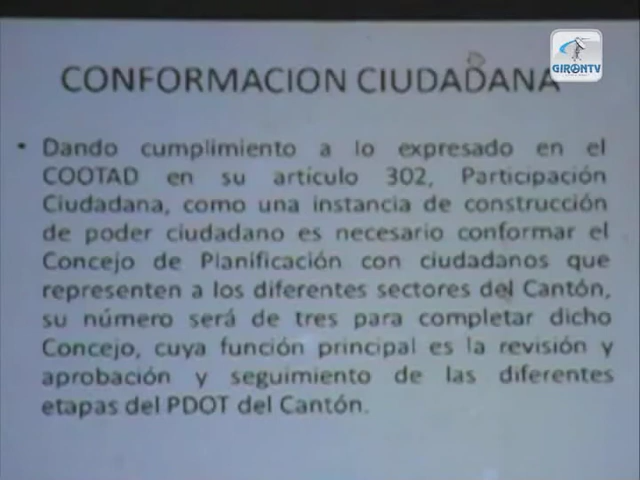 GIRONTV
CONFORMACION CIUDADANA
• Dando cumplimiento a lo expresado en el
COOTAD en su artículo 302, Participación
Ciudadana, como una instancia de construcción
de poder ciudadano es necesario conformar el
Concejo de Planificación con ciudadanos que
representen a los diferentes sectores del Cantón,
su número será de tres para completar dicho
Concejo, cuya función principal es la revisión y
aprobación y seguimiento de las diferentes
etapas del PDOT del Cantón.